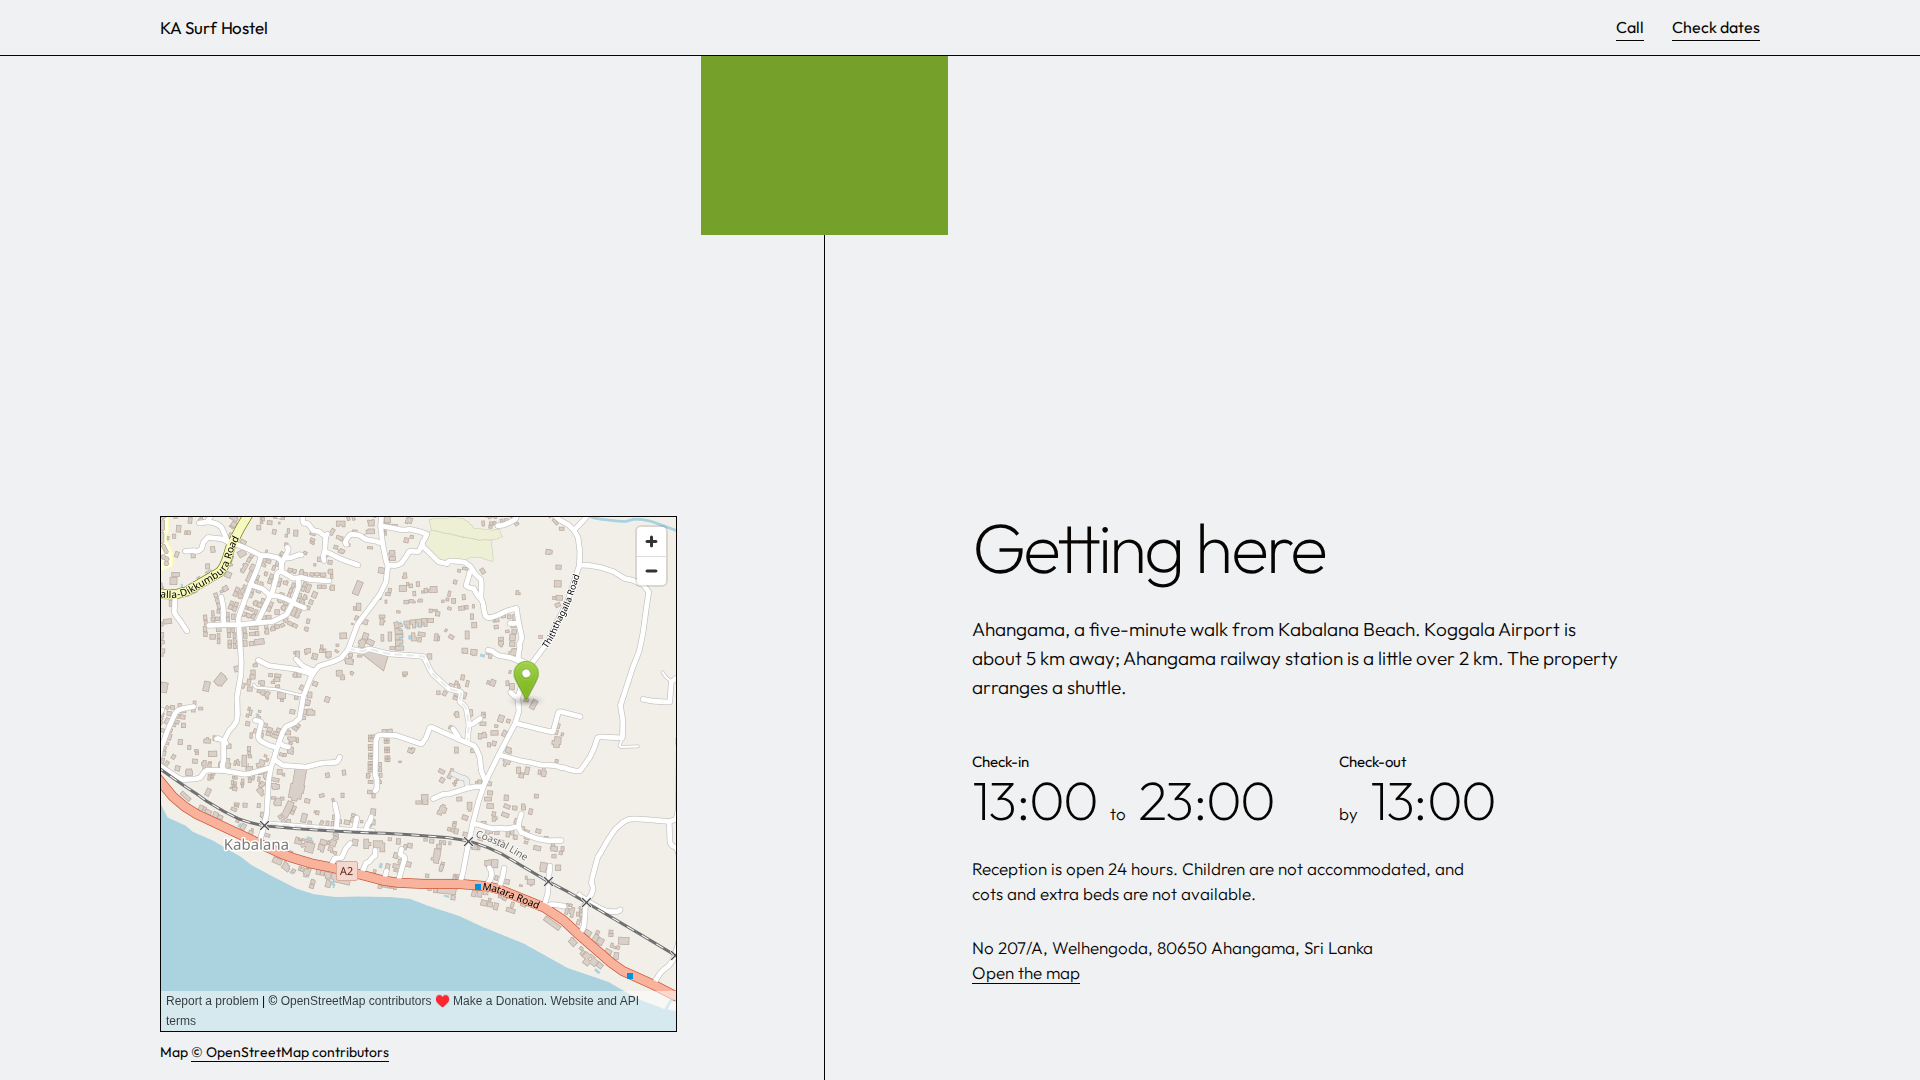 KA Surf Hostel
Call
Check dates
alla-Dikkumbura Road
Thiththagalla Road
Kabalana
A2
Coastal Line
Matara Road
+
−
Report a problem | © OpenStreetMap contributors ❤️ Make a Donation. Website and API
terms
Map © OpenStreetMap contributors
Getting here
Ahangama, a five-minute walk from Kabalana Beach. Koggala Airport is
about 5 km away; Ahangama railway station is a little over 2 km. The property
arranges a shuttle.
Check-in
13:00 to 23:00
Check-out
by 13:00
Reception is open 24 hours. Children are not accommodated, and
cots and extra beds are not available.
No 207/A, Welhengoda, 80650 Ahangama, Sri Lanka
Open the map